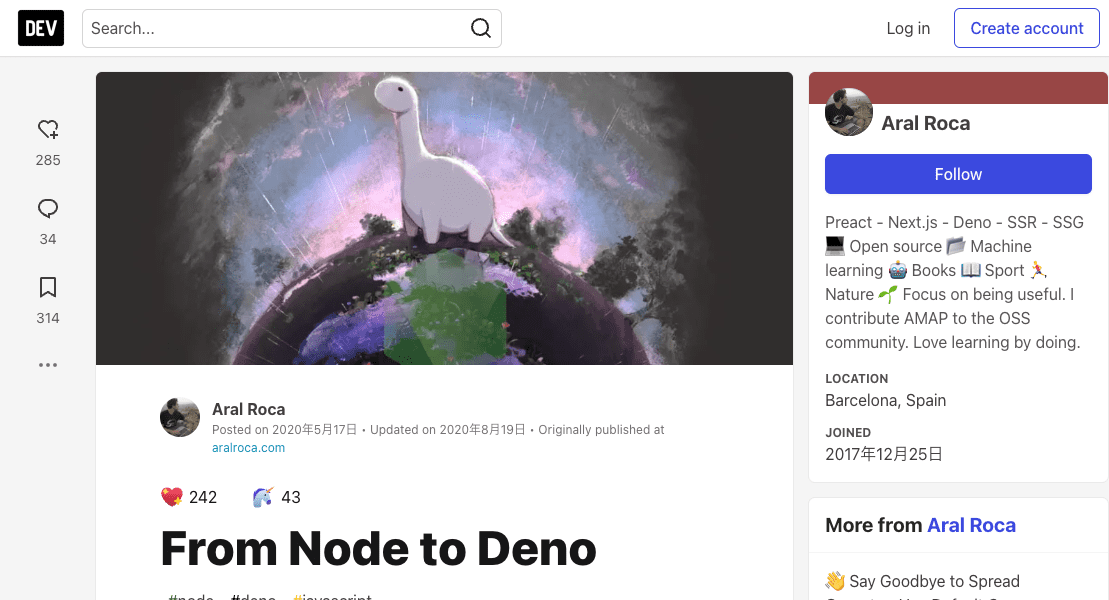 DEV
Search...
Log in
Create account
285
34
314
Aral Roca
Posted on 2020年5月17日 • Updated on 2020年8月19日 • Originally published at
aralroca.com
242 43
From Node to Deno
#node #deno #javascript
Aral Roca
Follow
Preact - Next.js - Deno - SSR - SSG
💻 Open source 📂 Machine
learning 🤖 Books 📖 Sport 🏃
Nature 🌱 Focus on being useful. I
contribute AMAP to the OSS
community. Love learning by doing.
LOCATION
Barcelona, Spain
JOINED
2017年12月25日
More from Aral Roca
👋 Say Goodbye to Spread